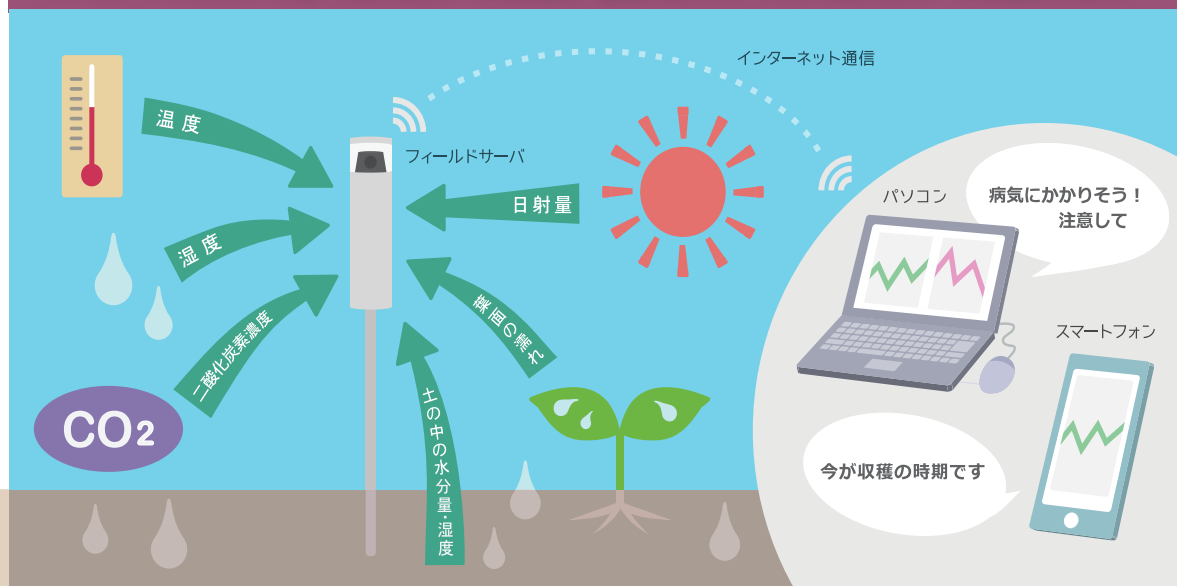 インターネット通信
温度
フィールドサーバ
日射量
湿度
二酸化炭素濃度
葉面の濡れ
土の中の水分量・湿度
CO2
パソコン
病気にかかりそう!
注意して
スマートフォン
今が収穫の時期です